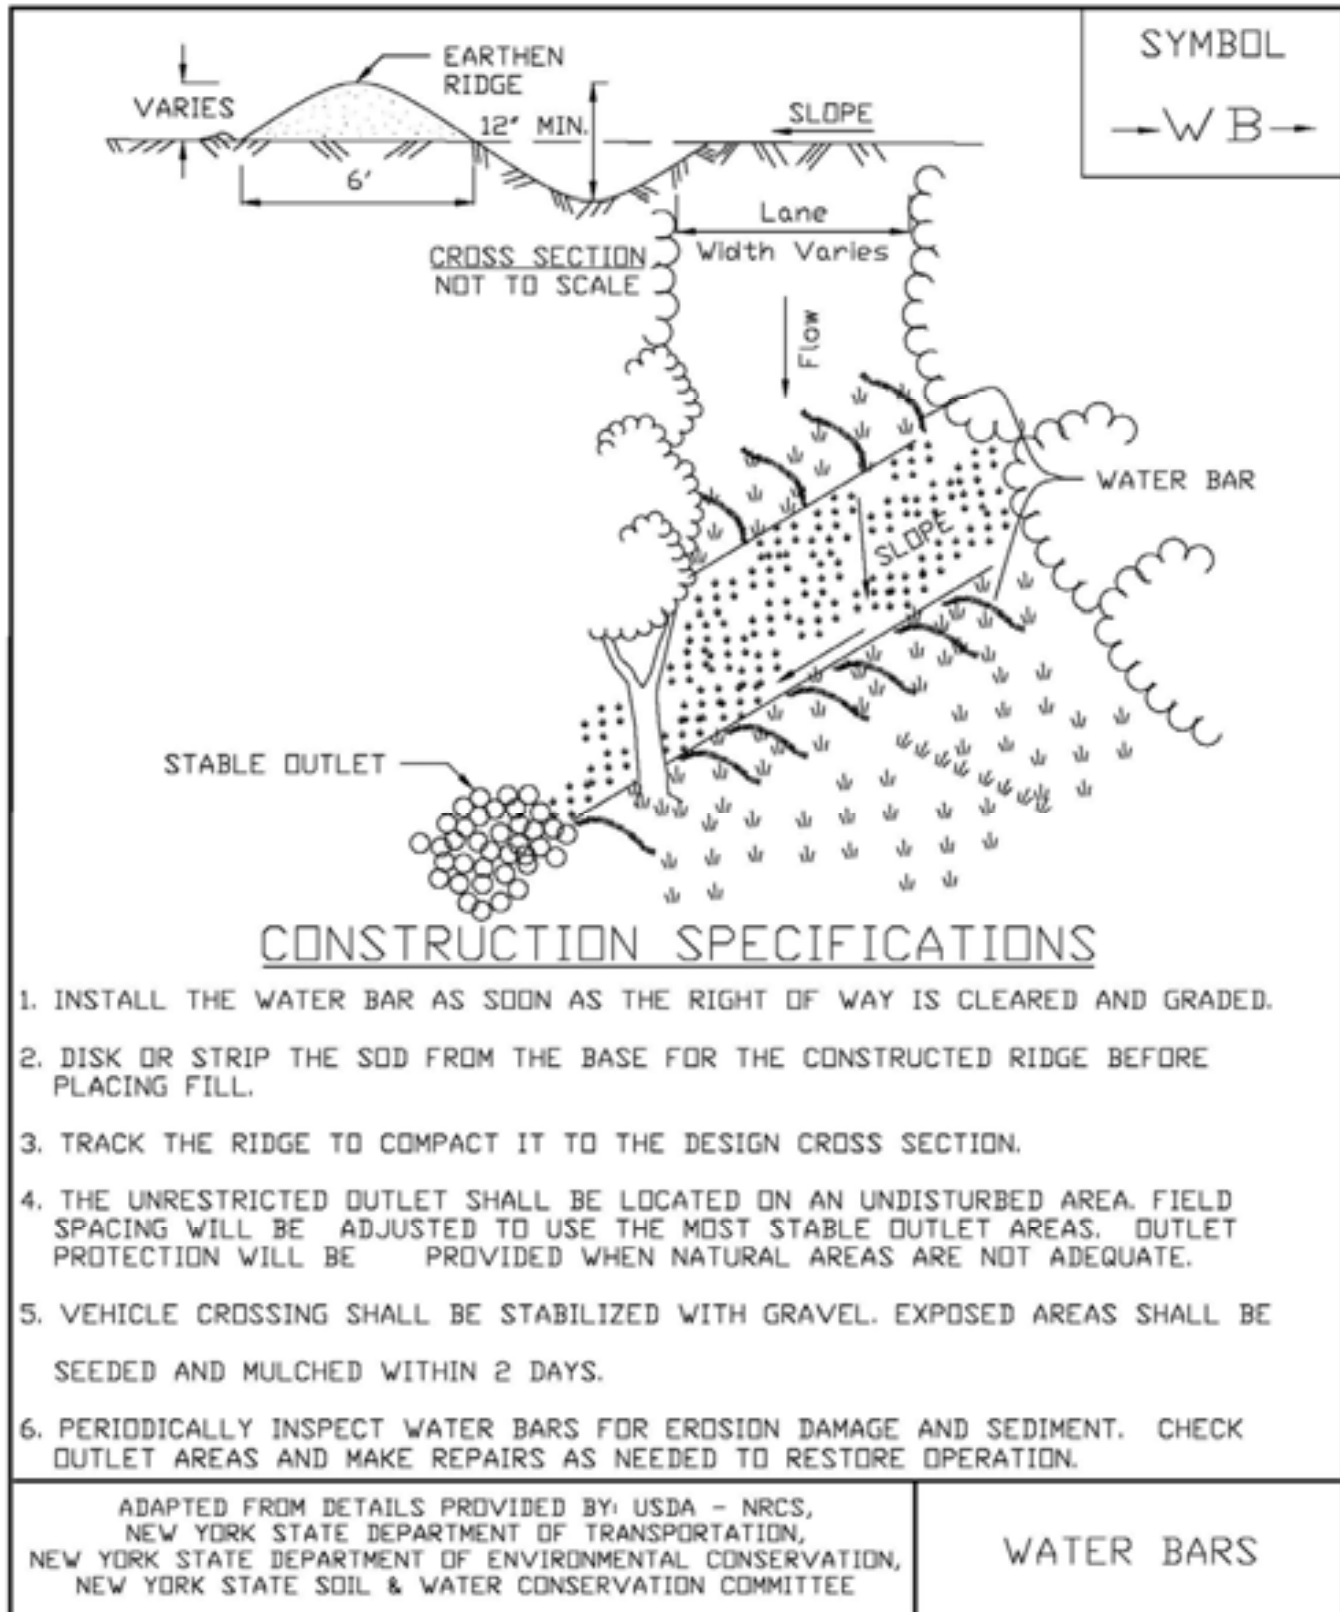 SYMBOL
WB
EARTHEN
RIDGE
VARIES
12" MIN.
SLOPE
6'
Lane
Width Varies
CROSS SECTION
NOT TO SCALE
Flow
WATER BAR
SLOPE
STABLE OUTLET
CONSTRUCTION SPECIFICATIONS
1. INSTALL THE WATER BAR AS SOON AS THE RIGHT OF WAY IS CLEARED AND GRADED.
2. DISK OR STRIP THE SOD FROM THE BASE FOR THE CONSTRUCTED RIDGE BEFORE
PLACING FILL.
3. TRACK THE RIDGE TO COMPACT IT TO THE DESIGN CROSS SECTION.
4. THE UNRESTRICTED OUTLET SHALL BE LOCATED ON AN UNDISTURBED AREA. FIELD
SPACING WILL BE ADJUSTED TO USE THE MOST STABLE OUTLET AREAS. OUTLET
PROTECTION WILL BE PROVIDED WHEN NATURAL AREAS ARE NOT ADEQUATE.
5. VEHICLE CROSSING SHALL BE STABILIZED WITH GRAVEL. EXPOSED AREAS SHALL BE
SEEDED AND MULCHED WITHIN 2 DAYS.
6. PERIODICALLY INSPECT WATER BARS FOR EROSION DAMAGE AND SEDIMENT. CHECK
OUTLET AREAS AND MAKE REPAIRS AS NEEDED TO RESTORE OPERATION.
ADAPTED FROM DETAILS PROVIDED BY: USDA - NRCS,
NEW YORK STATE DEPARTMENT OF TRANSPORTATION,
NEW YORK STATE DEPARTMENT OF ENVIRONMENTAL CONSERVATION,
NEW YORK STATE SOIL & WATER CONSERVATION COMMITTEE
WATER BARS